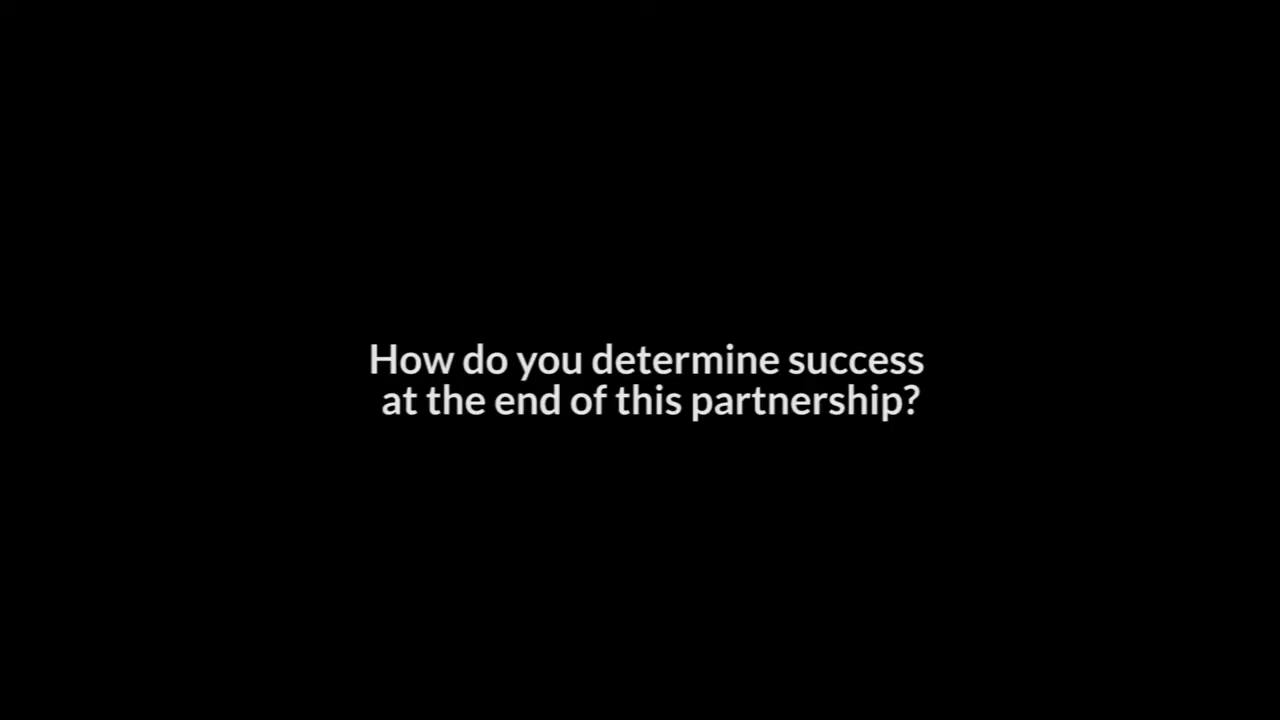 How do you determine success
at the end of this partnership?